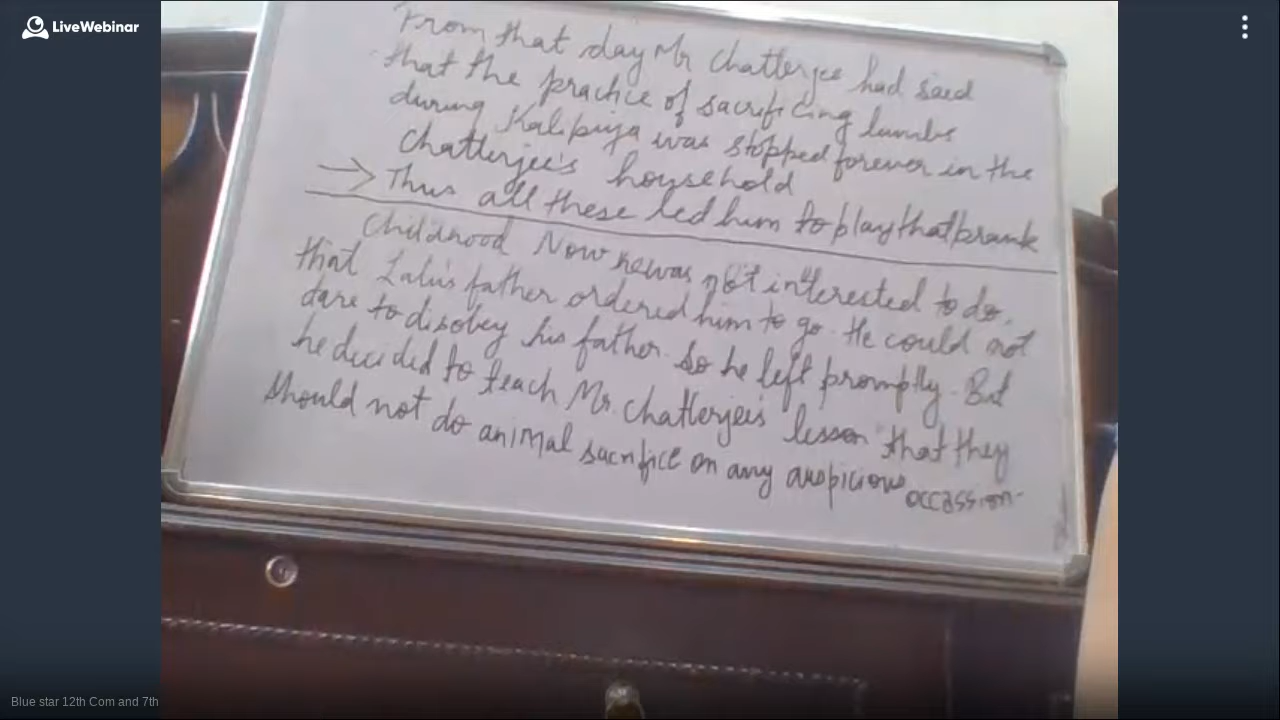 LiveWebinar
From that day Mr Chatterjee had said
that the practice of sacrificing lambs
during Kalipuja was stopped forever in the
Chatterjee's household
→ Thus all these led him to play that prank
Childhood Now he was not interested to do.
that Lalu's father ordered him to go. He could not
dare to disobey his father. So he left promptly. But
he decided to teach Mr. Chatterjee's lesson that they
should not do animal sacrifice on any auspicious occassion.
Blue star 12th Com and 7th